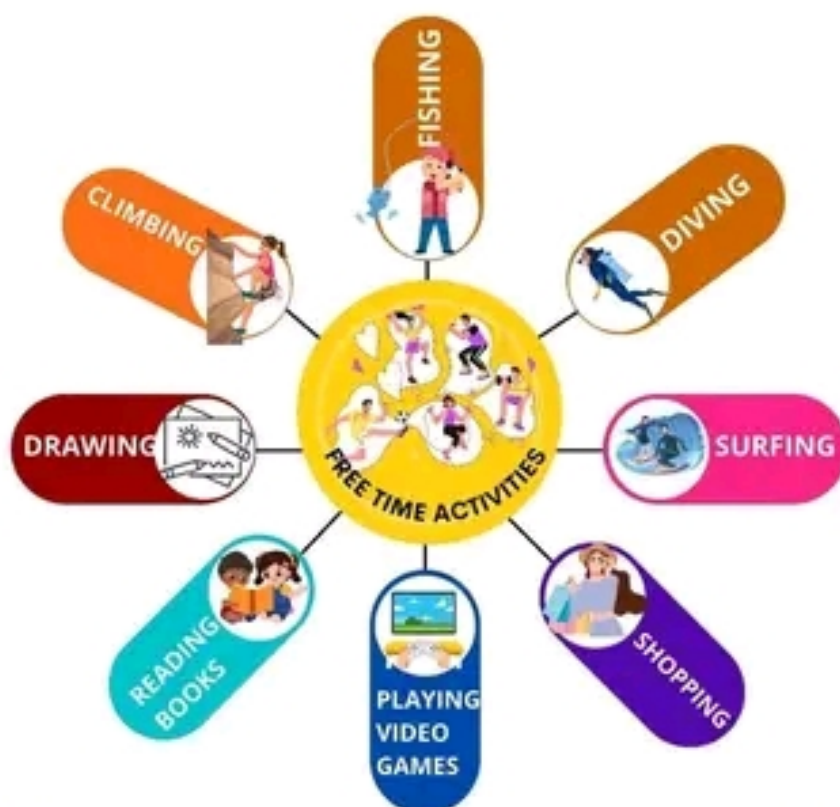 FISHING
DIVING
CLIMBING
DRAWING
SURFING
FREE TIME ACTIVITIES
READING
BOOKS
PLAYING
VIDEO
GAMES
SHOPPING